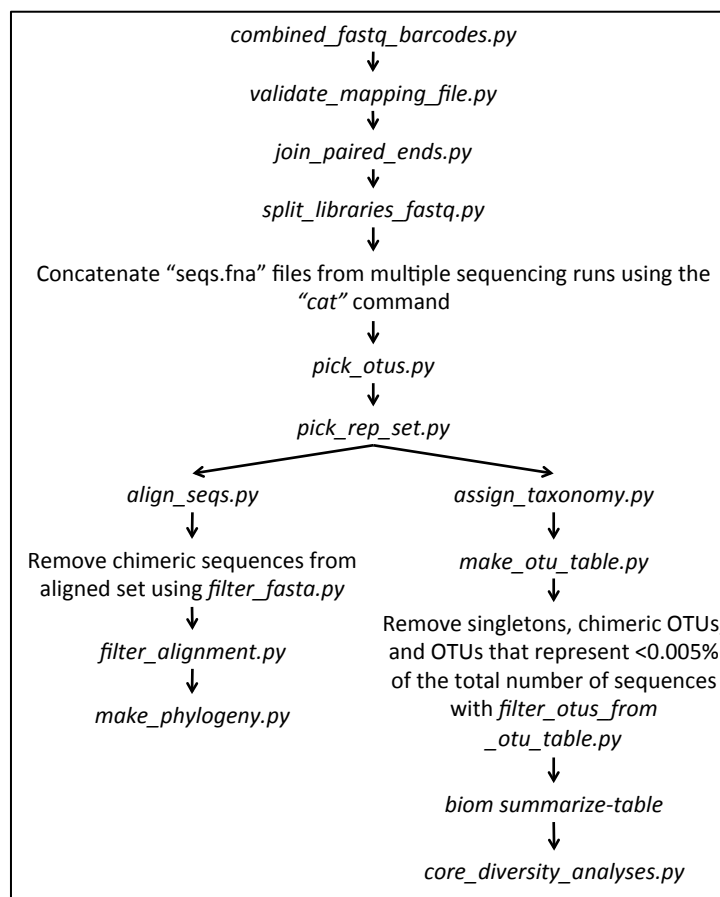 combined_fastq_barcodes.py
validate_mapping_file.py
join_paired_ends.py
split_libraries_fastq.py
Concatenate “seqs.fna” files from multiple sequencing runs using the
“cat” command
pick_otus.py
pick_rep_set.py
align_seqs.py
Remove chimeric sequences from
aligned set using filter_fasta.py
filter_alignment.py
make_phylogeny.py
assign_taxonomy.py
make_otu_table.py
Remove singletons, chimeric OTUs,
and OTUs that represent <0.005%
of the total number of sequences
with filter_otus_from
_otu_table.py
biom summarize-table
core_diversity_analyses.py